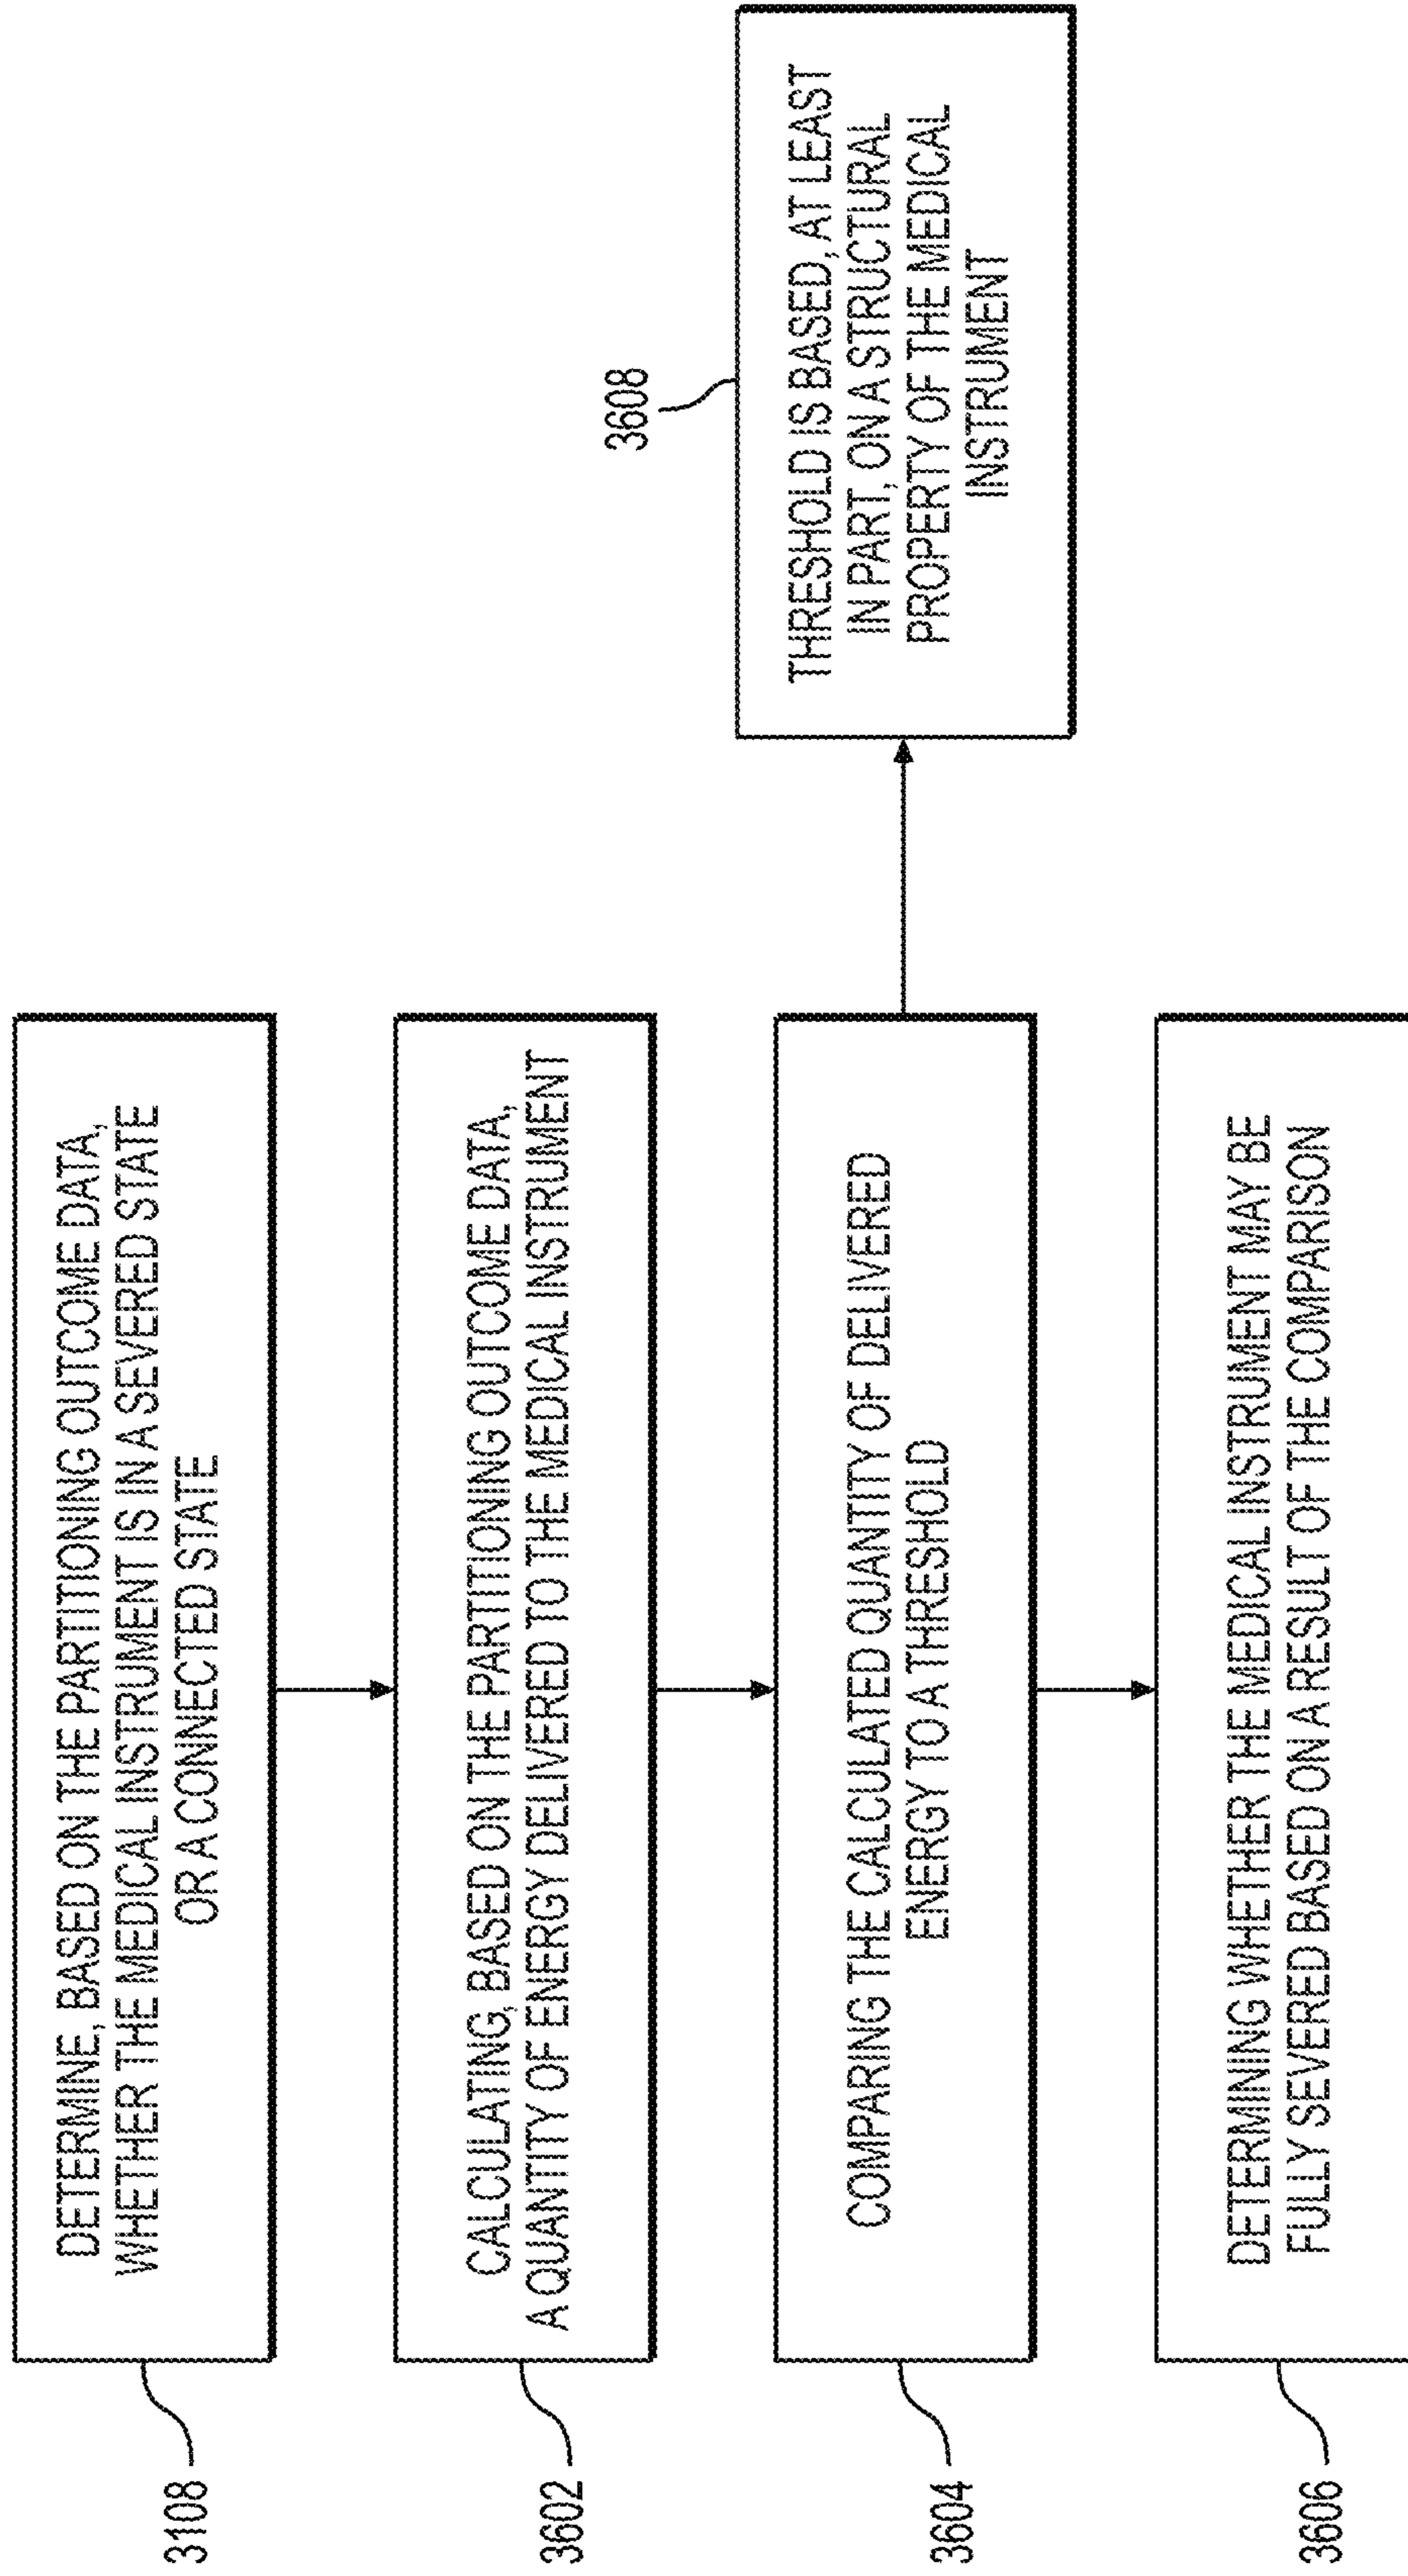 3108
DETERMINE, BASED ON THE PARTITIONING OUTCOME DATA,
WHETHER THE MEDICAL INSTRUMENT IS IN A SEVERED STATE
OR A CONNECTED STATE
3602
CALCULATING, BASED ON THE PARTITIONING OUTCOME DATA,
A QUANTITY OF ENERGY DELIVERED TO THE MEDICAL INSTRUMENT
3604
COMPARING THE CALCULATED QUANTITY OF DELIVERED
ENERGY TO A THRESHOLD
3608
THRESHOLD IS BASED, AT LEAST
IN PART, ON A STRUCTURAL
PROPERTY OF THE MEDICAL
INSTRUMENT
3606
DETERMINING WHETHER THE MEDICAL INSTRUMENT MAY BE
FULLY SEVERED BASED ON A RESULT OF THE COMPARISON